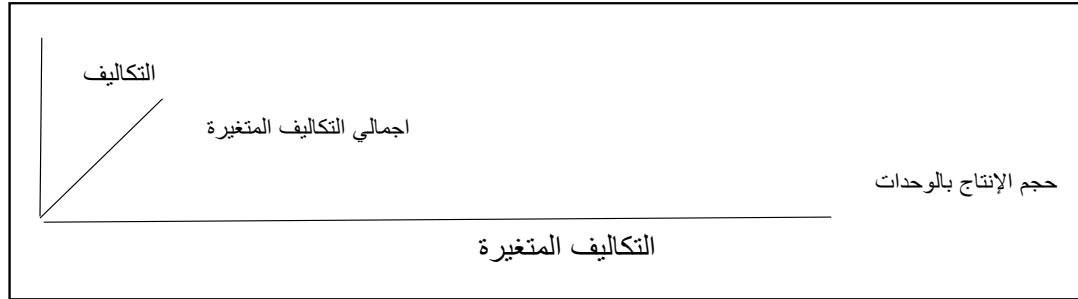 التكاليف
اجمالي التكاليف المتغيرة
حجم الإنتاج بالوحدات
التكاليف المتغيرة